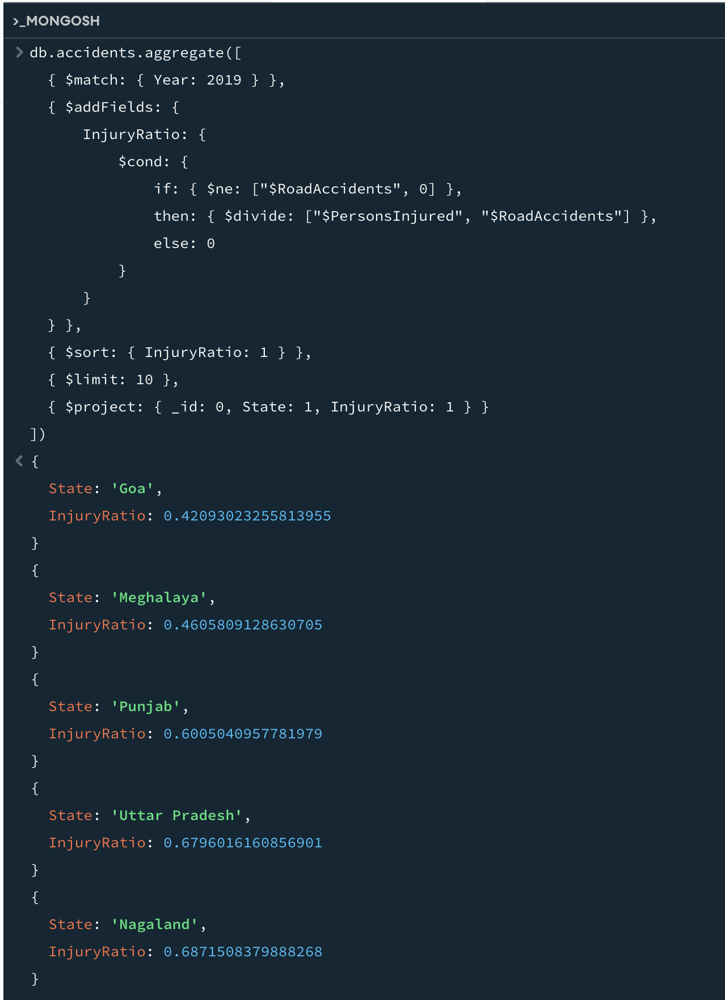 >_MONGOSH
> db.accidents.aggregate([
{ $match: { Year: 2019 } },
{ $addFields: {
InjuryRatio: {
$cond: {
if: { $ne: ["$RoadAccidents", 0] },
then: { $divide: ["$PersonsInjured", "$RoadAccidents"] },
else: 0
}
}
} },
{ $sort: { InjuryRatio: 1 } },
{ $limit: 10 },
{ $project: { _id: 0, State: 1, InjuryRatio: 1 } }
])
< {
State: 'Goa',
InjuryRatio: 0.42093023255813955
}
{
State: 'Meghalaya',
InjuryRatio: 0.4605809128630705
}
{
State: 'Punjab',
InjuryRatio: 0.6005040957781979
}
{
State: 'Uttar Pradesh',
InjuryRatio: 0.6796016160856901
}
{
State: 'Nagaland',
InjuryRatio: 0.6871508379888268
}